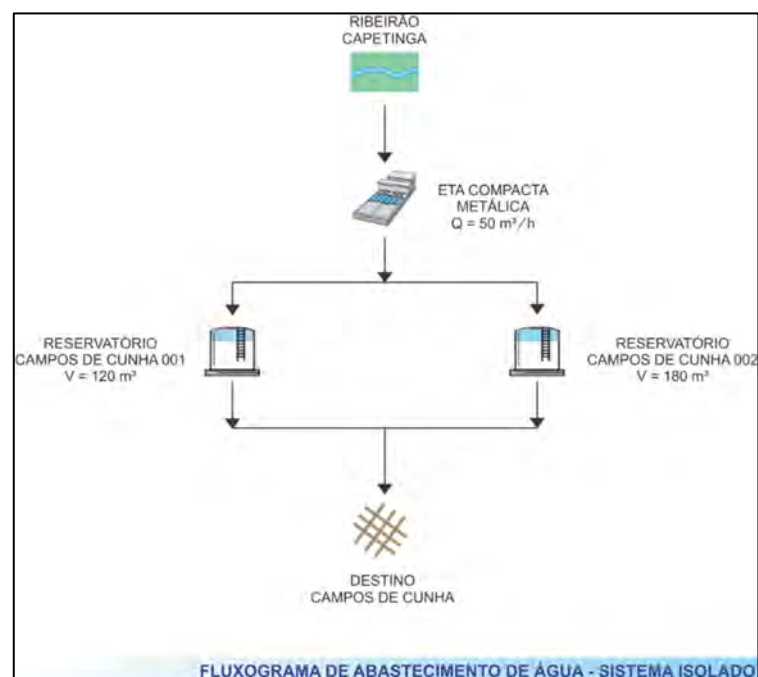 RIBEIRÃO
CAPETINGA
ETA COMPACTA
METÁLICA
Q = 50 m³/h
RESERVATÓRIO
CAMPOS DE CUNHA 001
V = 120 m³
RESERVATÓRIO
CAMPOS DE CUNHA 002
V = 180 m³
DESTINO
CAMPOS DE CUNHA
FLUXOGRAMA DE ABASTECIMENTO DE ÁGUA - SISTEMA ISOLADO